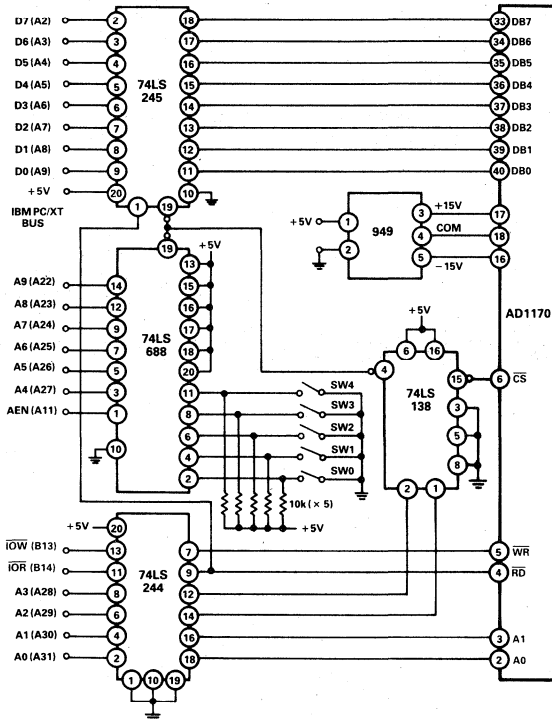 D7 (A2) 2 18 33 DB7
D6 (A3) 3 17 34 DB6
D5 (A4) 4 16 35 DB5
D4 (A5) 5 74LS 15 36 DB4
D3 (A6) 6 245 14 37 DB3
D2 (A7) 7 13 38 DB2
D1 (A8) 8 12 39 DB1
D0 (A9) 9 11 40 DB0
+5V 20 10
IBM PC/XT
BUS
1 19
+5V 1 949 3 +15V 17
2 4 COM 18
5 −15V 16
19
+5V
13
A9 (A22) 14 15
A8 (A23) 12 16
A7 (A24) 9 74LS 17
A6 (A25) 7 688 18
A5 (A26) 5 20
A4 (A27) 3 11 SW4
AEN (A11) 1 8 SW3
6 SW2
10 4 SW1
2 SW0
10k (× 5)
+5V
AD1170
+5V
6 16
4 74LS 15 6 C̅S̅
138 3
5
8
2 1
+5V 20
I̅O̅W̅ (B13) 13 7 5 W̅R̅
I̅O̅R̅ (B14) 11 74LS 9 4 R̅D̅
A3 (A28) 8 244 12
A2 (A29) 6 14
A1 (A30) 4 16 3 A1
A0 (A31) 2 18 2 A0
1 10 19